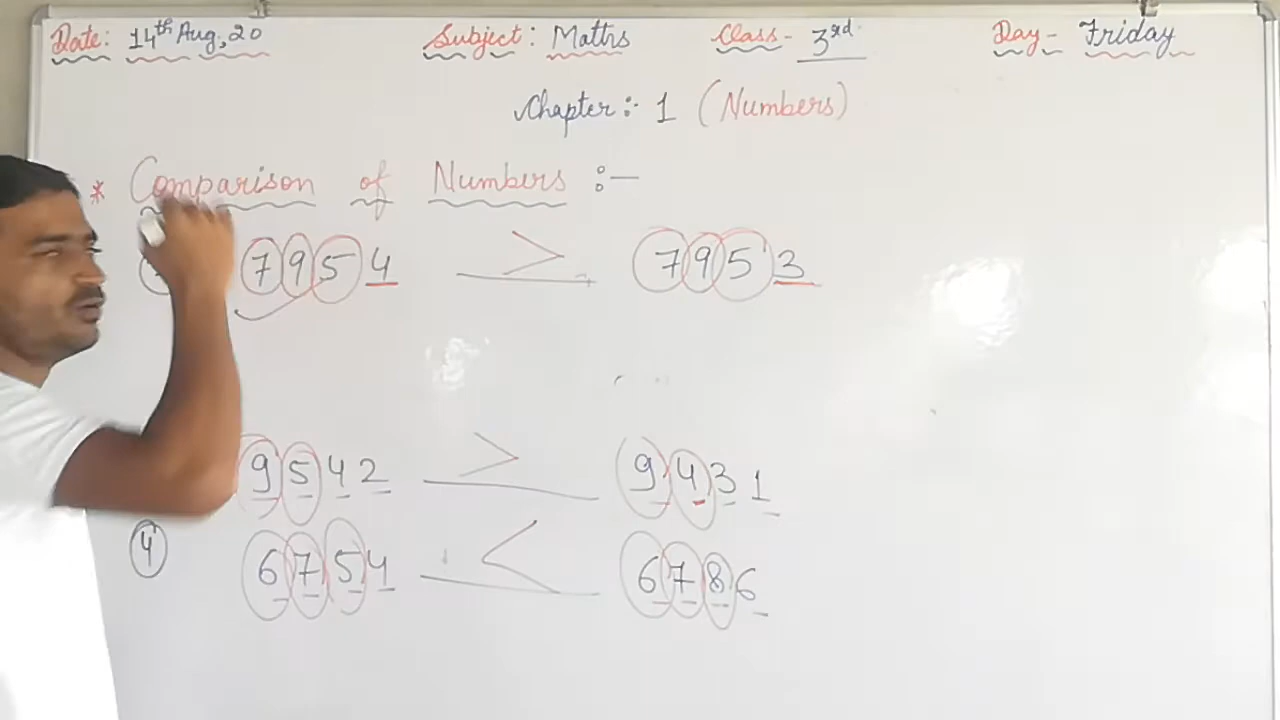 Date: 14th Aug, 20 Subject: Maths Class- 3rd Day- Friday
Chapter:- 1 (Numbers)
* Comparison of Numbers :-
7954 > 7953
9542 > 9431
4 6754 < 6786